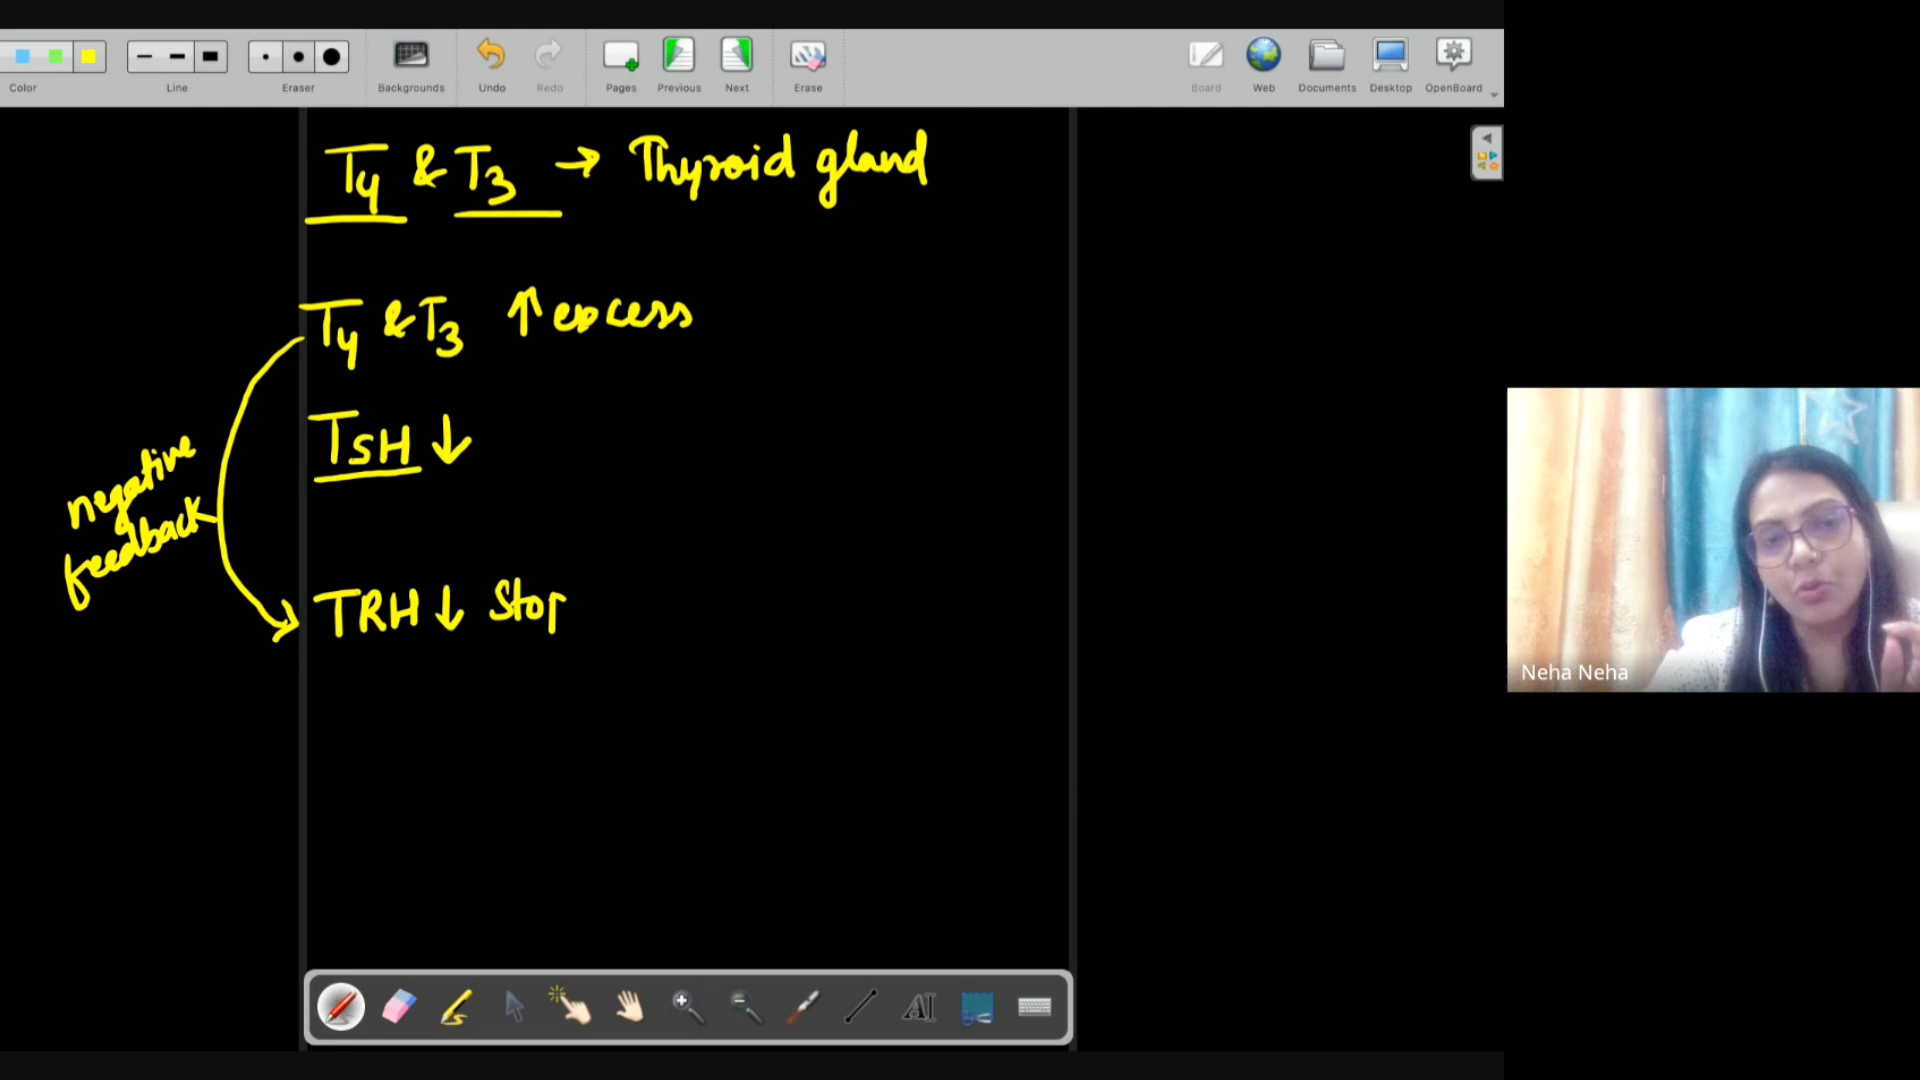 Color Line Eraser Backgrounds Undo Redo Pages Previous Next Erase Board Web Documents Desktop OpenBoard
T4 & T3 → Thyroid gland
T4 & T3 ↑ excess
TSH ↓
negative
feedback
TRH ↓ Stop
AI
Neha Neha